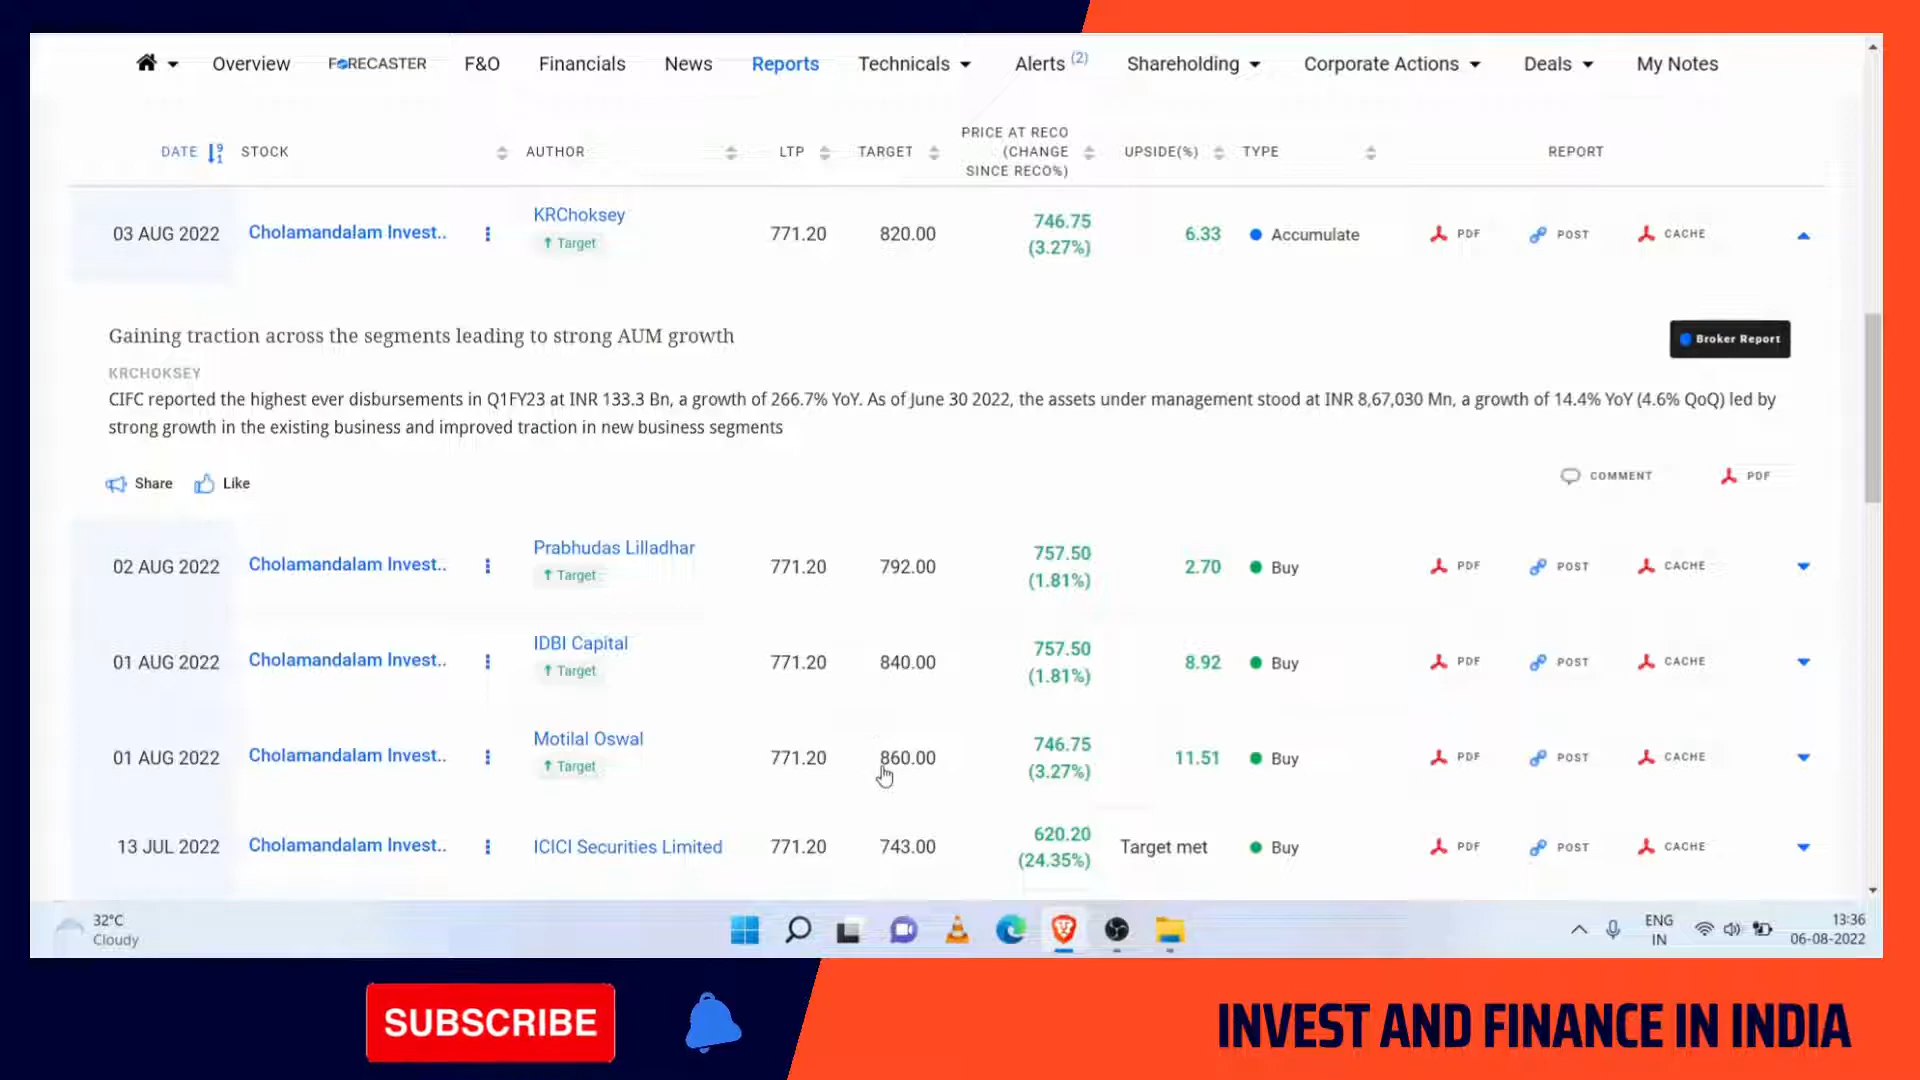 Overview FORECASTER F&O Financials News Reports Technicals Alerts (2) Shareholding Corporate Actions Deals My Notes
DATE STOCK AUTHOR LTP TARGET PRICE AT RECO (CHANGE SINCE RECO%) UPSIDE(%) TYPE REPORT
03 AUG 2022 Cholamandalam Invest.. KRChoksey 771.20 820.00 746.75 6.33 Accumulate PDF POST CACHE
↑ Target (3.27%)
Gaining traction across the segments leading to strong AUM growth
Broker Report
KRCHOKSEY
CIFC reported the highest ever disbursements in Q1FY23 at INR 133.3 Bn, a growth of 266.7% YoY. As of June 30 2022, the assets under management stood at INR 8,67,030 Mn, a growth of 14.4% YoY (4.6% QoQ) led by
strong growth in the existing business and improved traction in new business segments
Share Like COMMENT PDF
02 AUG 2022 Cholamandalam Invest.. Prabhudas Lilladhar 771.20 792.00 757.50 2.70 Buy PDF POST CACHE
↑ Target (1.81%)
01 AUG 2022 Cholamandalam Invest.. IDBI Capital 771.20 840.00 757.50 8.92 Buy PDF POST CACHE
↑ Target (1.81%)
01 AUG 2022 Cholamandalam Invest.. Motilal Oswal 771.20 860.00 746.75 11.51 Buy PDF POST CACHE
↑ Target (3.27%)
13 JUL 2022 Cholamandalam Invest.. ICICI Securities Limited 771.20 743.00 620.20 Target met Buy PDF POST CACHE
(24.35%)
32°C ENG 13:36
Cloudy IN 06-08-2022
SUBSCRIBE
INVEST AND FINANCE IN INDIA